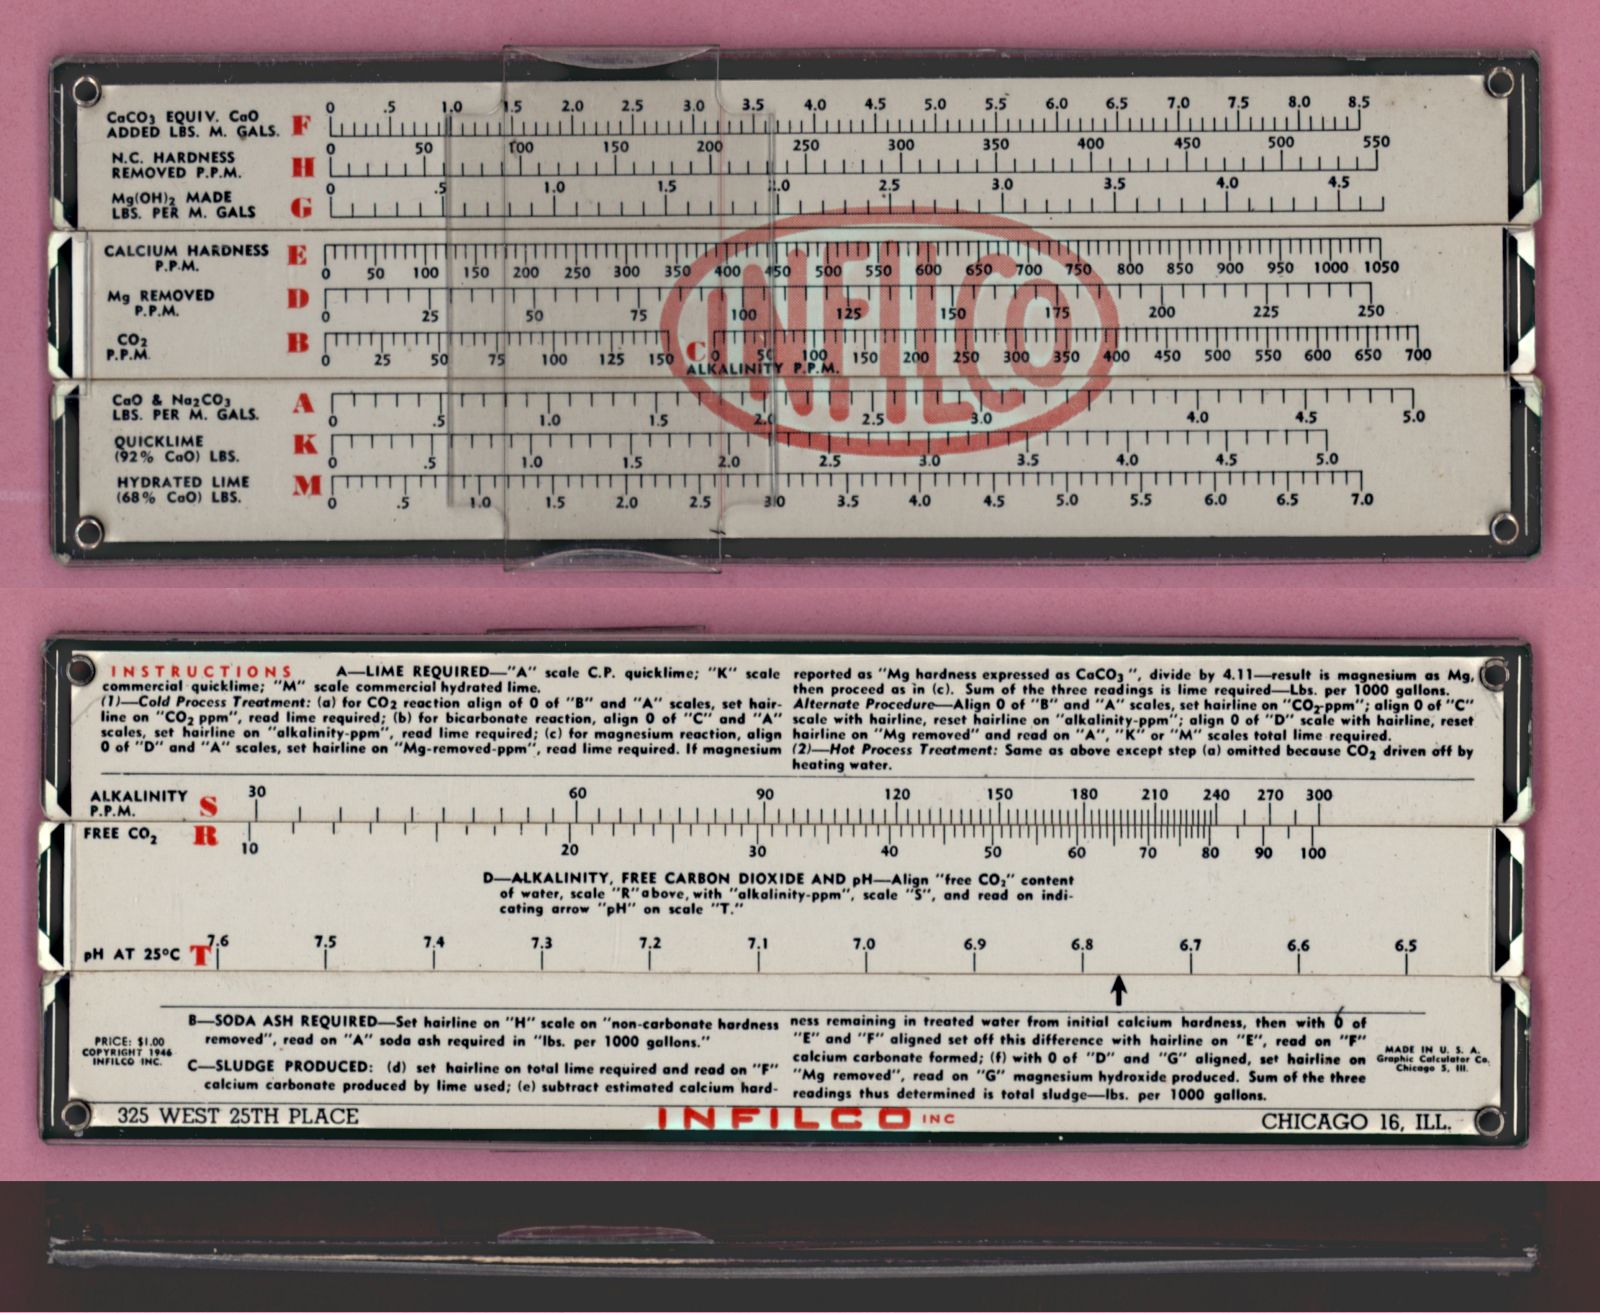 0 .5 1.0 1.5 2.0 2.5 3.0 3.5 4.0 4.5 5.0 5.5 6.0 6.5 7.0 7.5 8.0 8.5
CaCO3 EQUIV. CaO
ADDED LBS. M. GALS. F
0 50 100 150 200 250 300 350 400 450 500 550
N.C. HARDNESS
REMOVED P.P.M. H
0 .5 1.0 1.5 2.0 2.5 3.0 3.5 4.0 4.5
Mg(OH)2 MADE
LBS. PER M. GALS G
CALCIUM HARDNESS
P.P.M. E
0 50 100 150 200 250 300 350 400 450 500 550 600 650 700 750 800 850 900 950 1000 1050
Mg REMOVED
P.P.M. D
0 25 50 75 100 125 150 175 200 225 250
CO2
P.P.M. B
0 25 50 75 100 125 150 C 0 50 100 150 200 250 300 350 400 450 500 550 600 650 700
ALKALINITY P.P.M.
INFILCO
CaO & Na2CO3
LBS. PER M. GALS. A
0 .5 1.0 1.5 2.0 2.5 3.0 4.0 4.5 5.0
QUICKLIME
(92% CaO) LBS. K
0 .5 1.0 1.5 2.0 2.5 3.0 3.5 4.0 4.5 5.0
HYDRATED LIME
(68% CaO) LBS. M
0 .5 1.0 1.5 2.0 2.5 3.0 3.5 4.0 4.5 5.0 5.5 6.0 6.5 7.0
INSTRUCTIONS A—LIME REQUIRED—"A" scale C.P. quicklime; "K" scale
commercial quicklime; "M" scale commercial hydrated lime.
(1)—Cold Process Treatment: (a) for CO2 reaction align of 0 of "B" and "A" scales, set hair-
line on "CO2 ppm", read lime required; (b) for bicarbonate reaction, align 0 of "C" and "A"
scales, set hairline on "alkalinity-ppm", read lime required; (c) for magnesium reaction, align
0 of "D" and "A" scales, set hairline on "Mg-removed-ppm", read lime required. If magnesium
reported as "Mg hardness expressed as CaCO3", divide by 4.11—result is magnesium as Mg,
then proceed as in (c). Sum of the three readings is lime required—Lbs. per 1000 gallons.
Alternate Procedure—Align 0 of "B" and "A" scales, set hairline on "CO2-ppm"; align 0 of "C"
scale with hairline, reset hairline on "alkalinity-ppm"; align 0 of "D" scale with hairline, reset
hairline on "Mg removed" and read on "A", "K" or "M" scales total lime required.
(2)—Hot Process Treatment: Same as above except step (a) omitted because CO2 driven off by
heating water.
ALKALINITY
P.P.M. S
30 60 90 120 150 180 210 240 270 300
FREE CO2 R
10 20 30 40 50 60 70 80 90 100
D—ALKALINITY, FREE CARBON DIOXIDE AND pH—Align "free CO2" content
of water, scale "R" above, with "alkalinity-ppm", scale "S", and read on indi-
cating arrow "pH" on scale "T."
pH AT 25°C T
7.6 7.5 7.4 7.3 7.2 7.1 7.0 6.9 6.8 6.7 6.6 6.5
B—SODA ASH REQUIRED—Set hairline on "H" scale on "non-carbonate hardness
removed", read on "A" soda ash required in "lbs. per 1000 gallons."
C—SLUDGE PRODUCED: (d) set hairline on total lime required and read on "F"
calcium carbonate produced by lime used; (e) subtract estimated calcium hard-
ness remaining in treated water from initial calcium hardness, then with 0 of
"E" and "F" aligned set off this difference with hairline on "E", read on "F"
calcium carbonate formed; (f) with 0 of "D" and "G" aligned, set hairline on
"Mg removed", read on "G" magnesium hydroxide produced. Sum of the three
readings thus determined is total sludge—lbs. per 1000 gallons.
PRICE: $1.00
COPYRIGHT 1946
INFILCO INC.
MADE IN U. S. A.
Graphic Calculator Co.
Chicago 5, Ill.
325 WEST 25TH PLACE
INFILCO INC
CHICAGO 16, ILL.